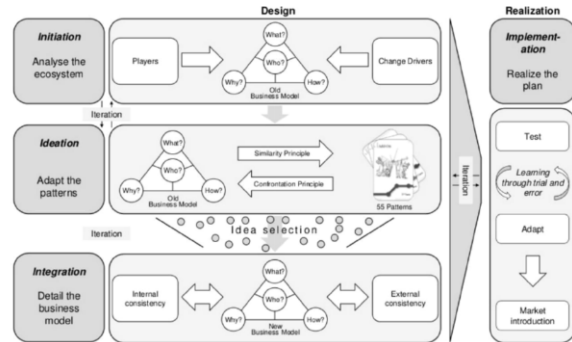 Design
Realization
Initiation
Analyse the
ecosystem
Players
What?
Who?
Why?
How?
Old
Business Model
Change Drivers
Iteration
Ideation
Adapt the
patterns
What?
Who?
Why?
How?
Old
Business Model
Similarity Principle
Confrontation Principle
55 Patterns
Iteration
Idea selection
Integration
Detail the
business
model
Internal
consistency
What?
Who?
Why?
How?
New
Business Model
External
consistency
Iteration
Implement-
ation
Realize the
plan
Test
Learning
through trial and
error
Adapt
Market
introduction